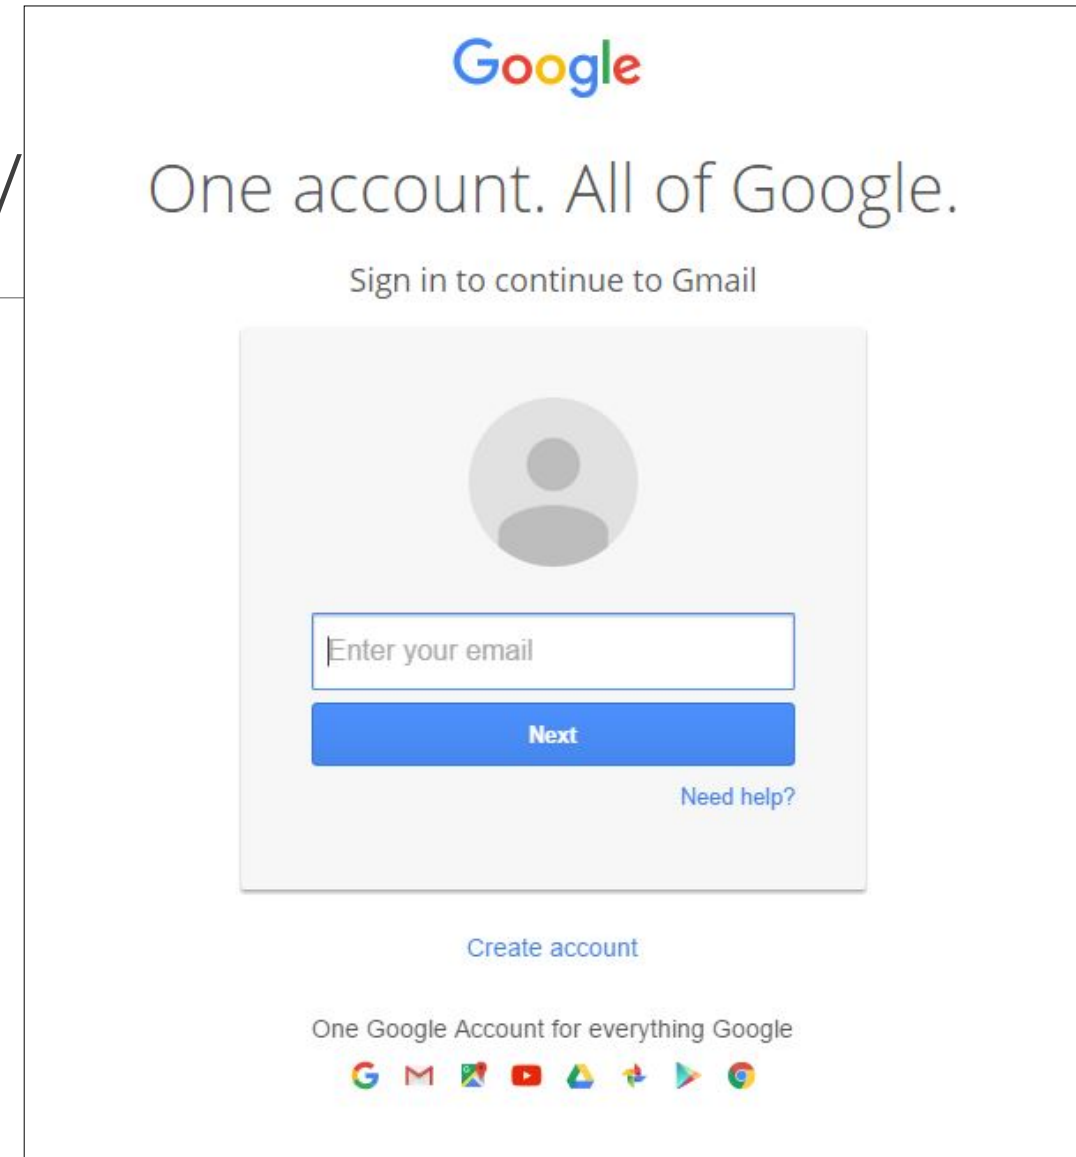 Google
One account. All of Google.
Sign in to continue to Gmail
Enter your email
Next
Need help?
Create account
One Google Account for everything Google